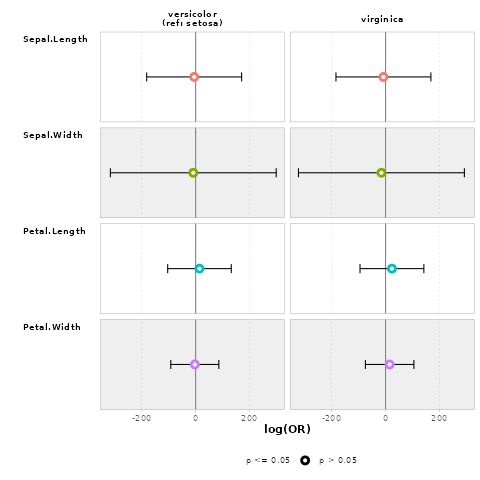 versicolor
(ref: setosa)
virginica
Sepal.Length
Sepal.Width
Petal.Length
Petal.Width
-200 0 200 -200 0 200
log(OR)
p <= 0.05 p > 0.05